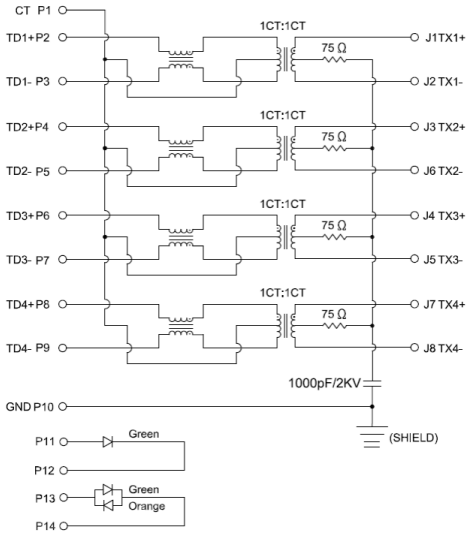 CT P1
1CT:1CT
TD1+ P2
J1 TX1+
75 Ω
TD1- P3
J2 TX1-
1CT:1CT
TD2+ P4
J3 TX2+
75 Ω
TD2- P5
J6 TX2-
1CT:1CT
TD3+ P6
J4 TX3+
75 Ω
TD3- P7
J5 TX3-
1CT:1CT
TD4+ P8
J7 TX4+
75 Ω
TD4- P9
J8 TX4-
1000pF/2KV
GND P10
(SHIELD)
P11
Green
P12
P13
Green
Orange
P14